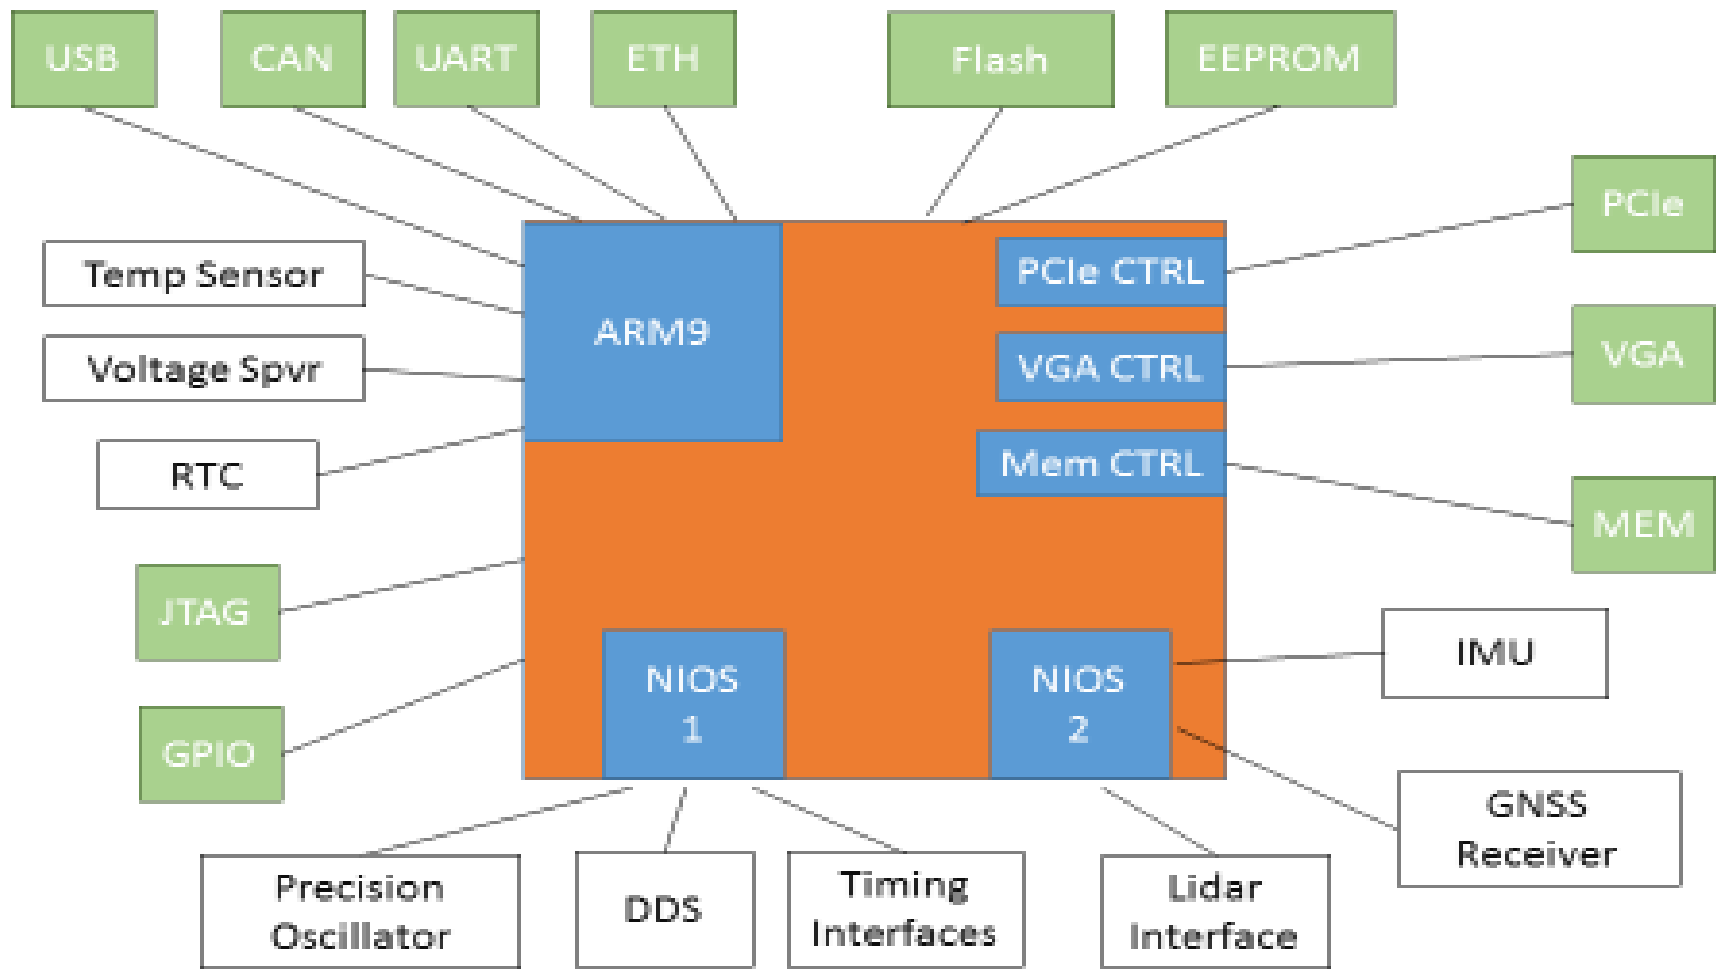 USB
CAN
UART
ETH
Flash
EEPROM
PCIe
Temp Sensor
ARM9
PCIe CTRL
VGA
Voltage Spvr
VGA CTRL
RTC
Mem CTRL
MEM
JTAG
NIOS
1
NIOS
2
IMU
GPIO
GNSS
Receiver
Precision
Oscillator
DDS
Timing
Interfaces
Lidar
Interface